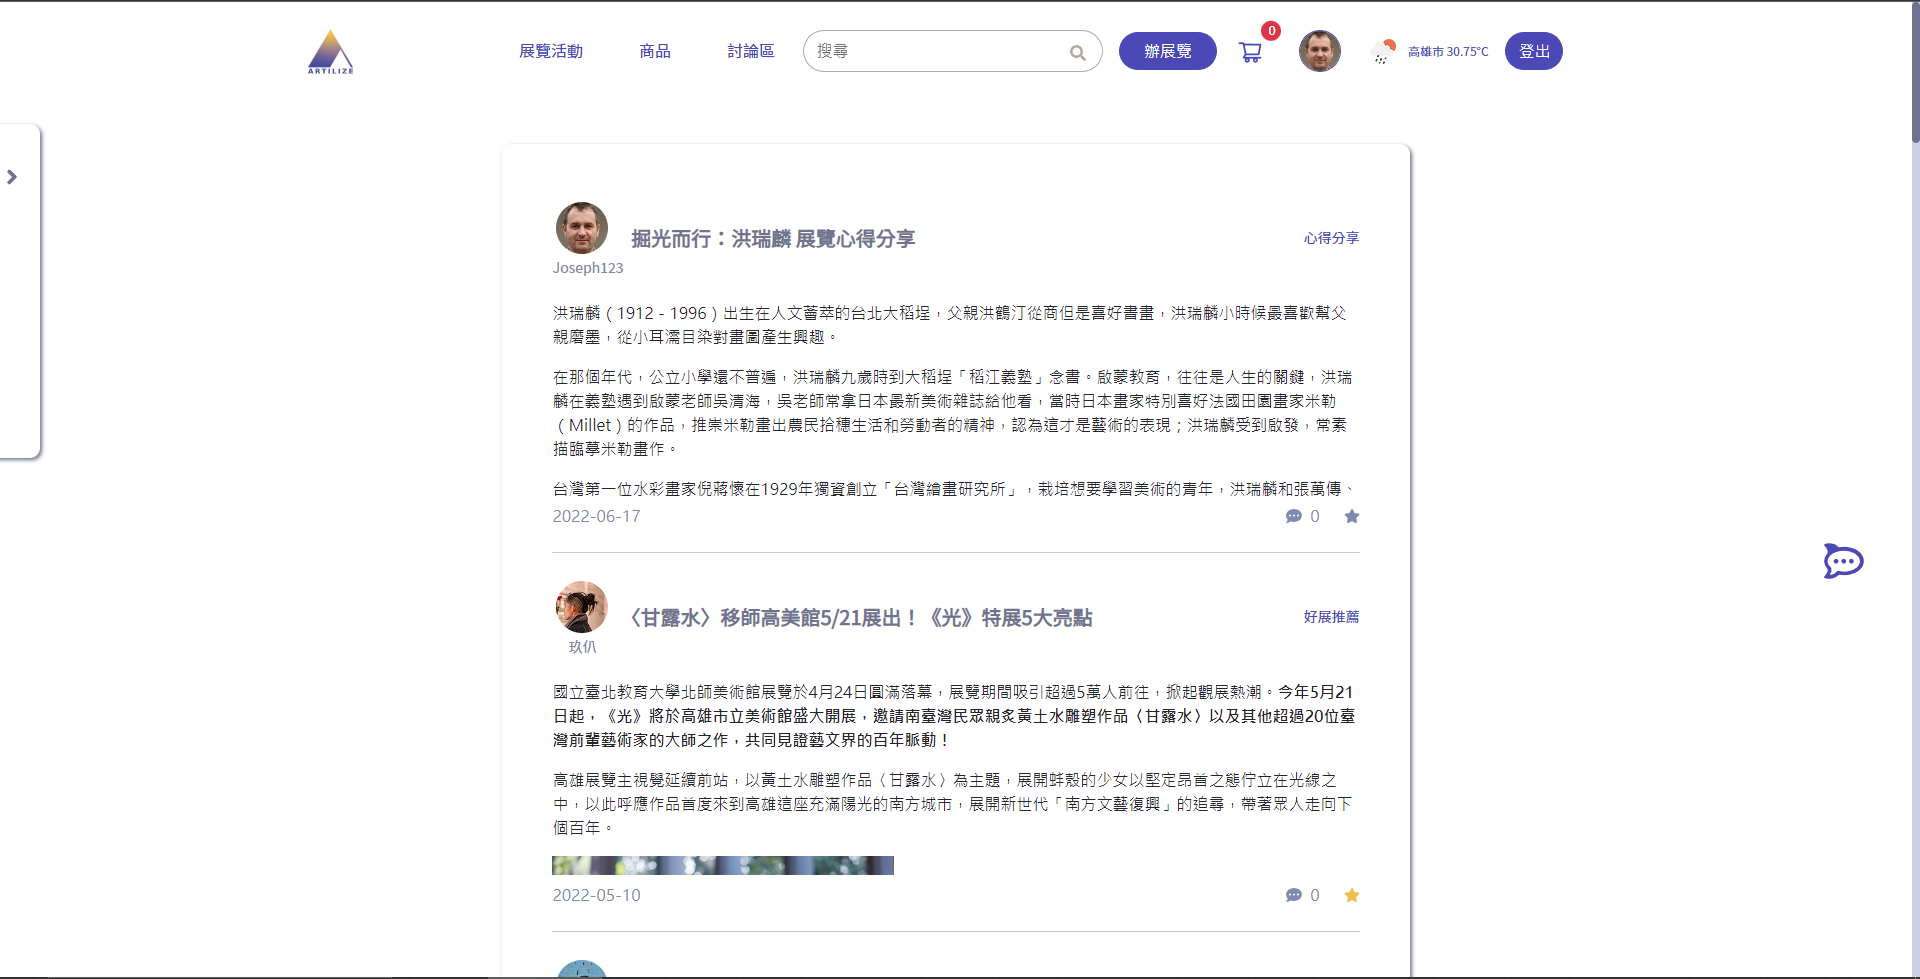 ARTILIZE
展覽活動
商品
討論區
搜尋
辦展覽
0
高雄市 30.75°C
登出
掘光而行：洪瑞麟 展覽心得分享
心得分享
Joseph123
洪瑞麟（1912 - 1996）出生在人文薈萃的台北大稻埕，父親洪鶴汀從商但是喜好書畫，洪瑞麟小時候最喜歡幫父
親磨墨，從小耳濡目染對畫圖產生興趣。
在那個年代，公立小學還不普遍，洪瑞麟九歲時到大稻埕「稻江義塾」念書。啟蒙教育，往往是人生的關鍵，洪瑞
麟在義塾遇到啟蒙老師吳清海，吳老師常拿日本最新美術雜誌給他看，當時日本畫家特別喜好法國田園畫家米勒
（Millet）的作品，推崇米勒畫出農民拾穗生活和勞動者的精神，認為這才是藝術的表現；洪瑞麟受到啟發，常素
描臨摹米勒畫作。
台灣第一位水彩畫家倪蔣懷在1929年獨資創立「台灣繪畫研究所」，栽培想要學習美術的青年，洪瑞麟和張萬傳、
2022-06-17
0
〈甘露水〉移師高美館5/21展出！《光》特展5大亮點
好展推薦
玖仈
國立臺北教育大學北師美術館展覽於4月24日圓滿落幕，展覽期間吸引超過5萬人前往，掀起觀展熱潮。今年5月21
日起，《光》將於高雄市立美術館盛大開展，邀請南臺灣民眾親炙黃土水雕塑作品〈甘露水〉以及其他超過20位臺
灣前輩藝術家的大師之作，共同見證藝文界的百年脈動！
高雄展覽主視覺延續前站，以黃土水雕塑作品〈甘露水〉為主題，展開蚌殼的少女以堅定昂首之態佇立在光線之
中，以此呼應作品首度來到高雄這座充滿陽光的南方城市，展開新世代「南方文藝復興」的追尋，帶著眾人走向下
個百年。
2022-05-10
0